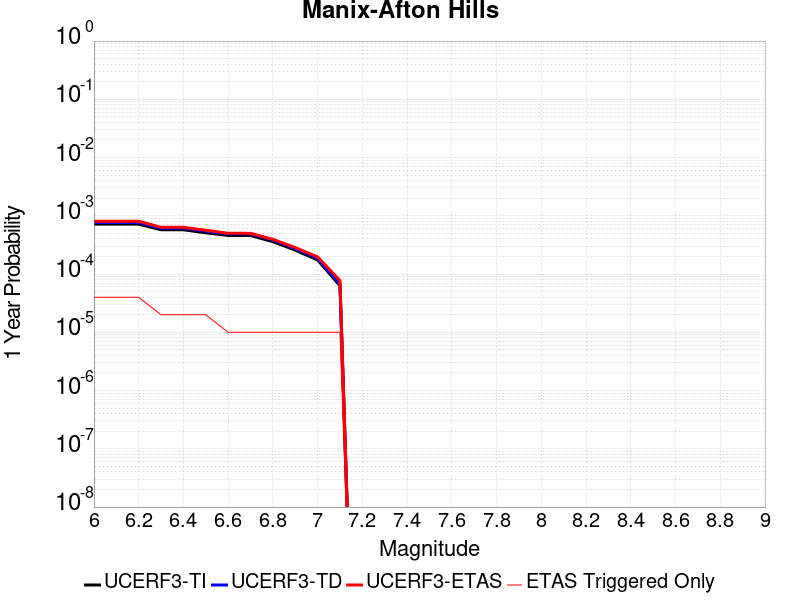 Manix-Afton Hills
10^0
10^-1
10^-2
10^-3
10^-4
10^-5
10^-6
10^-7
10^-8
1 Year Probability
6 6.2 6.4 6.6 6.8 7 7.2 7.4 7.6 7.8 8 8.2 8.4 8.6 8.8 9
Magnitude
UCERF3-TI UCERF3-TD UCERF3-ETAS ETAS Triggered Only